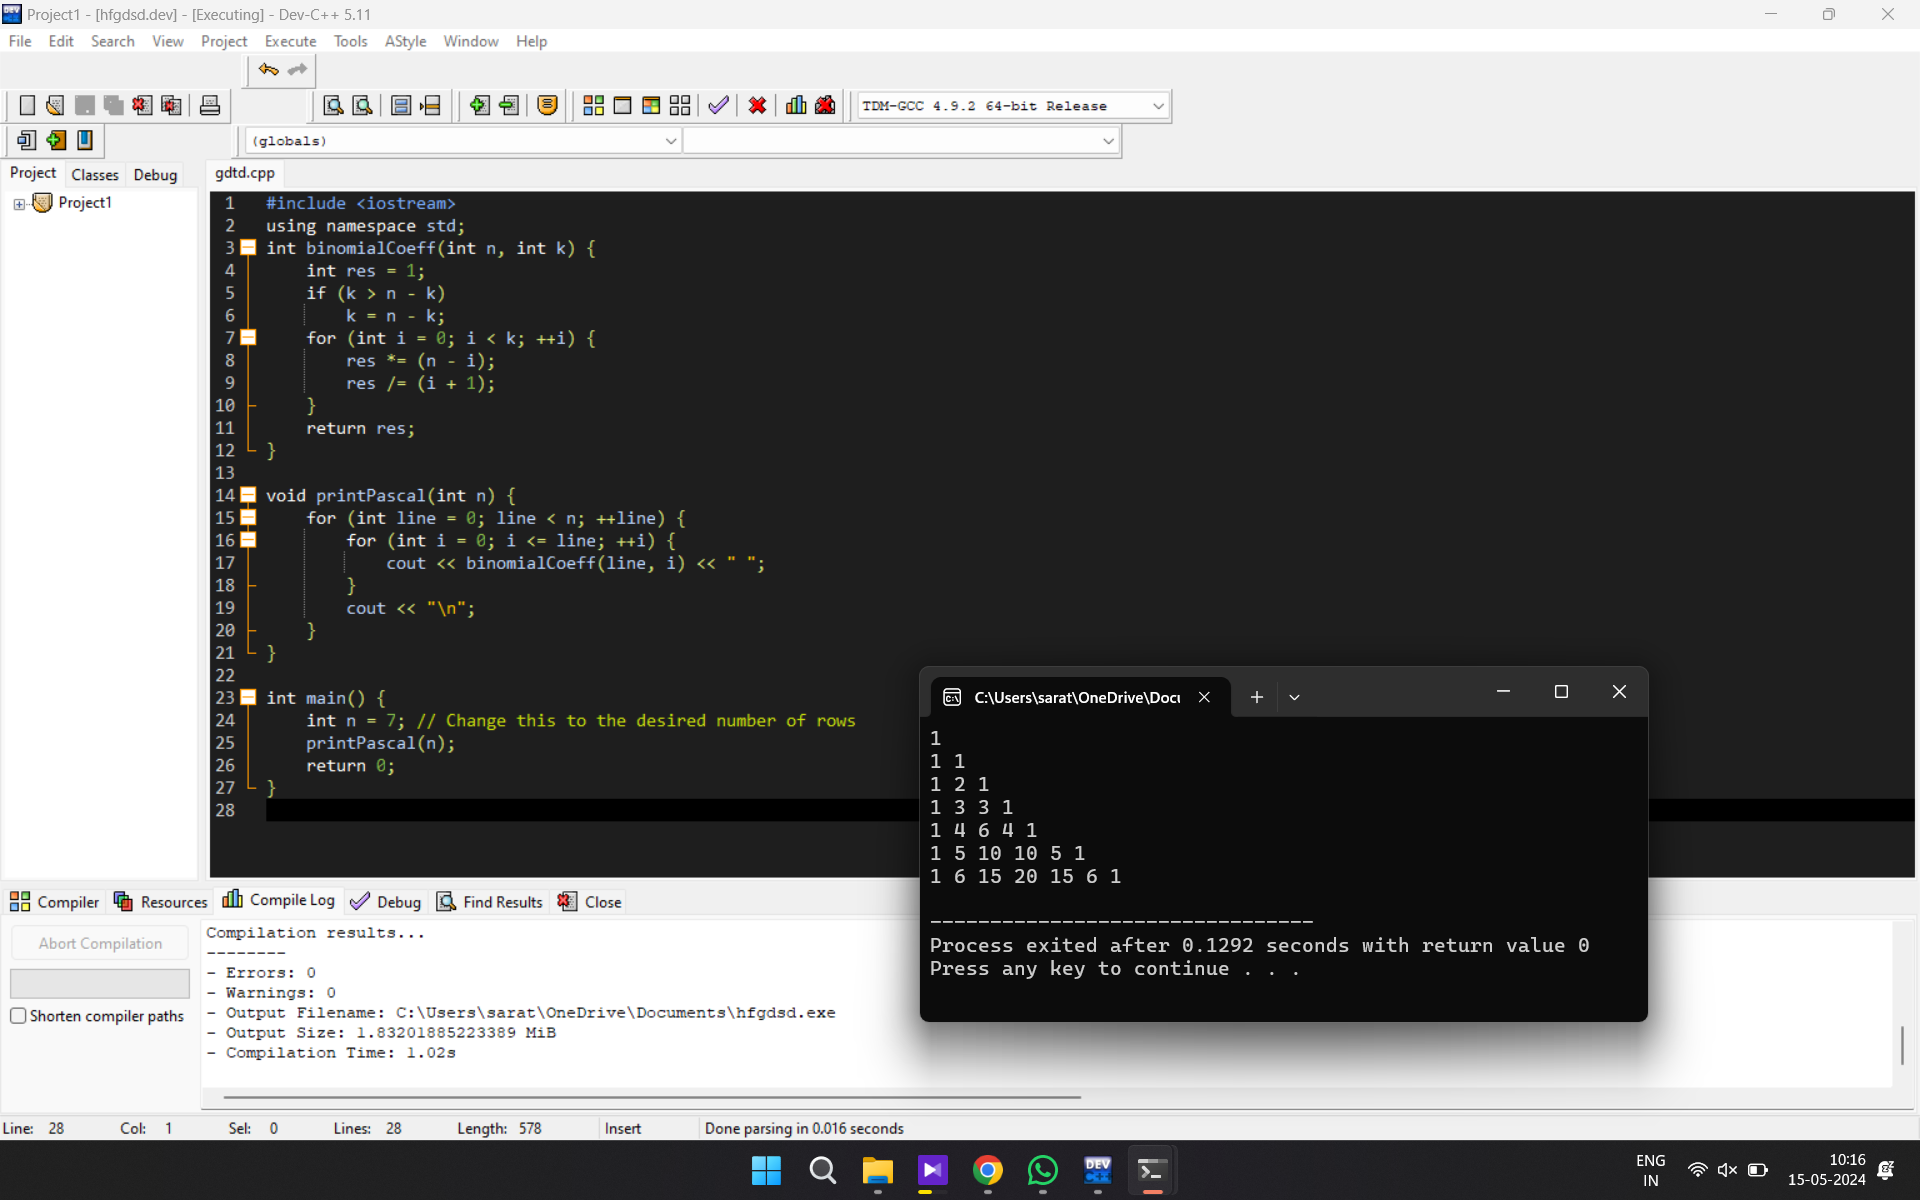 Project1 - [hfgdsd.dev] - [Executing] - Dev-C++ 5.11
File Edit Search View Project Execute Tools AStyle Window Help
TDM-GCC 4.9.2 64-bit Release
(globals)
Project Classes Debug
gdtd.cpp
Project1
1 #include <iostream>
2 using namespace std;
3 int binomialCoeff(int n, int k) {
4 int res = 1;
5 if (k > n - k)
6 k = n - k;
7 for (int i = 0; i < k; ++i) {
8 res *= (n - i);
9 res /= (i + 1);
10 }
11 return res;
12 }
13
14 void printPascal(int n) {
15 for (int line = 0; line < n; ++line) {
16 for (int i = 0; i <= line; ++i) {
17 cout << binomialCoeff(line, i) << " ";
18 }
19 cout << "\n";
20 }
21 }
22
23 int main() {
24 int n = 7; // Change this to the desired number of rows
25 printPascal(n);
26 return 0;
27 }
28
C:\Users\sarat\OneDrive\Docu
1
1 1
1 2 1
1 3 3 1
1 4 6 4 1
1 5 10 10 5 1
1 6 15 20 15 6 1
--------------------------------
Process exited after 0.1292 seconds with return value 0
Press any key to continue . . .
Compiler Resources Compile Log Debug Find Results Close
Abort Compilation
Shorten compiler paths
Compilation results...
--------
- Errors: 0
- Warnings: 0
- Output Filename: C:\Users\sarat\OneDrive\Documents\hfgdsd.exe
- Output Size: 1.83201885223389 MiB
- Compilation Time: 1.02s
Line: 28 Col: 1 Sel: 0 Lines: 28 Length: 578 Insert Done parsing in 0.016 seconds
DEV C++
ENG
IN
10:16
15-05-2024